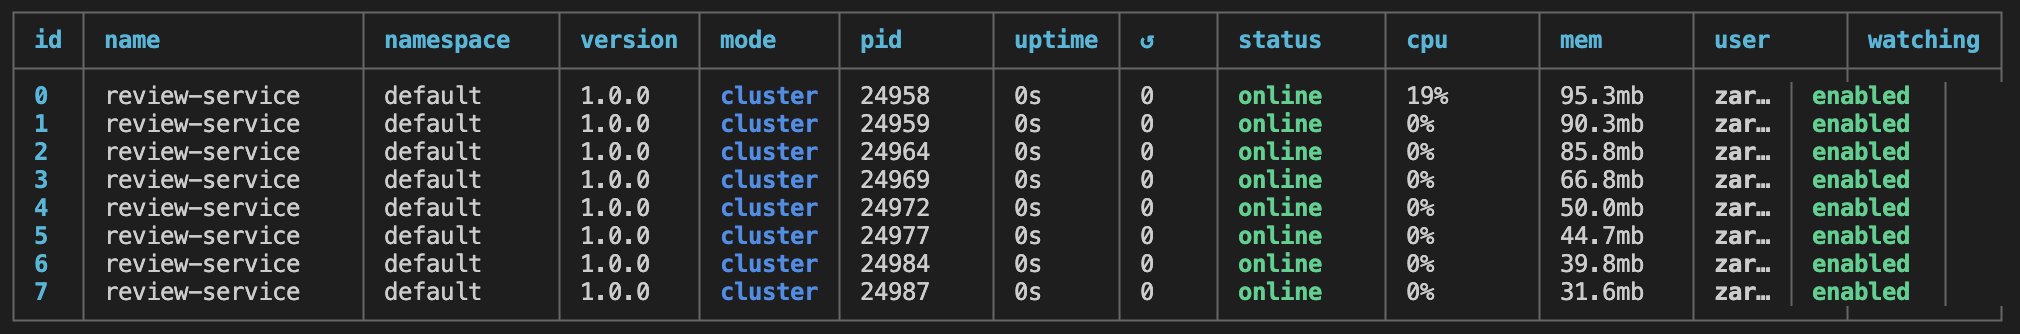 id name namespace version mode pid uptime ↺ status cpu mem user watching
0 review-service default 1.0.0 cluster 24958 0s 0 online 19% 95.3mb zar… enabled
1 review-service default 1.0.0 cluster 24959 0s 0 online 0% 90.3mb zar… enabled
2 review-service default 1.0.0 cluster 24964 0s 0 online 0% 85.8mb zar… enabled
3 review-service default 1.0.0 cluster 24969 0s 0 online 0% 66.8mb zar… enabled
4 review-service default 1.0.0 cluster 24972 0s 0 online 0% 50.0mb zar… enabled
5 review-service default 1.0.0 cluster 24977 0s 0 online 0% 44.7mb zar… enabled
6 review-service default 1.0.0 cluster 24984 0s 0 online 0% 39.8mb zar… enabled
7 review-service default 1.0.0 cluster 24987 0s 0 online 0% 31.6mb zar… enabled